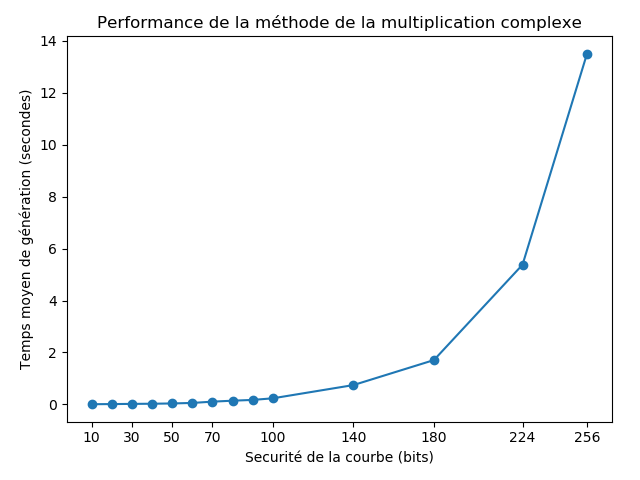 Performance de la méthode de la multiplication complexe
Temps moyen de génération (secondes)
14
12
10
8
6
4
2
0
10 30 50 70 100 140 180 224 256
Securité de la courbe (bits)